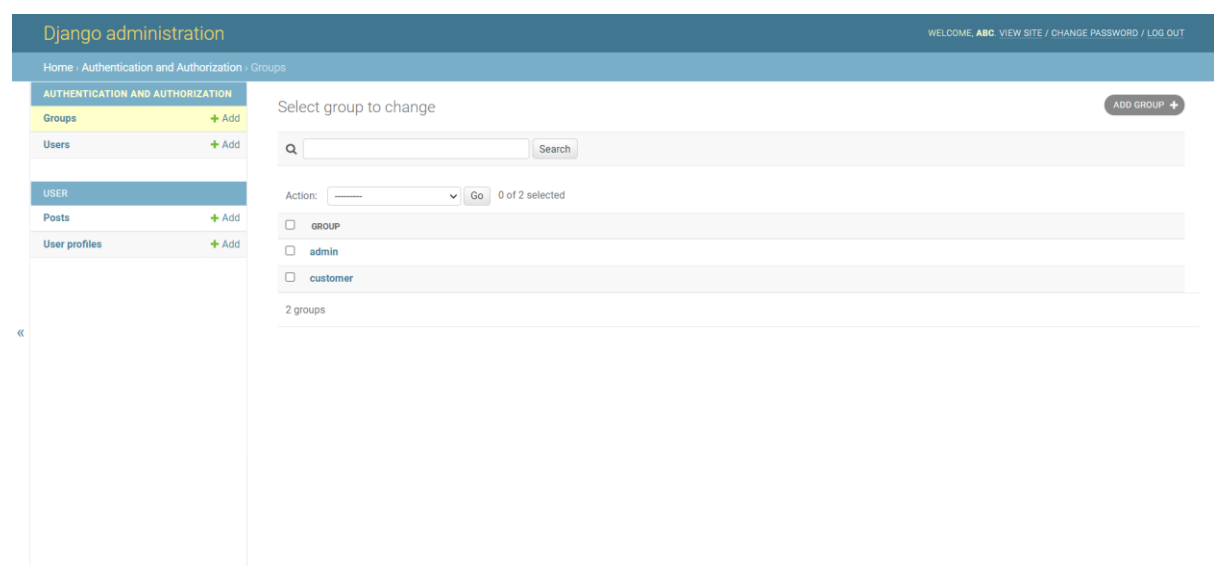 Django administration
WELCOME, ABC. VIEW SITE / CHANGE PASSWORD / LOG OUT
Home › Authentication and Authorization › Groups
AUTHENTICATION AND AUTHORIZATION
Groups + Add
Users + Add
USER
Posts + Add
User profiles + Add
«
Select group to change
ADD GROUP +
Search
Action: --------- Go 0 of 2 selected
GROUP
admin
customer
2 groups